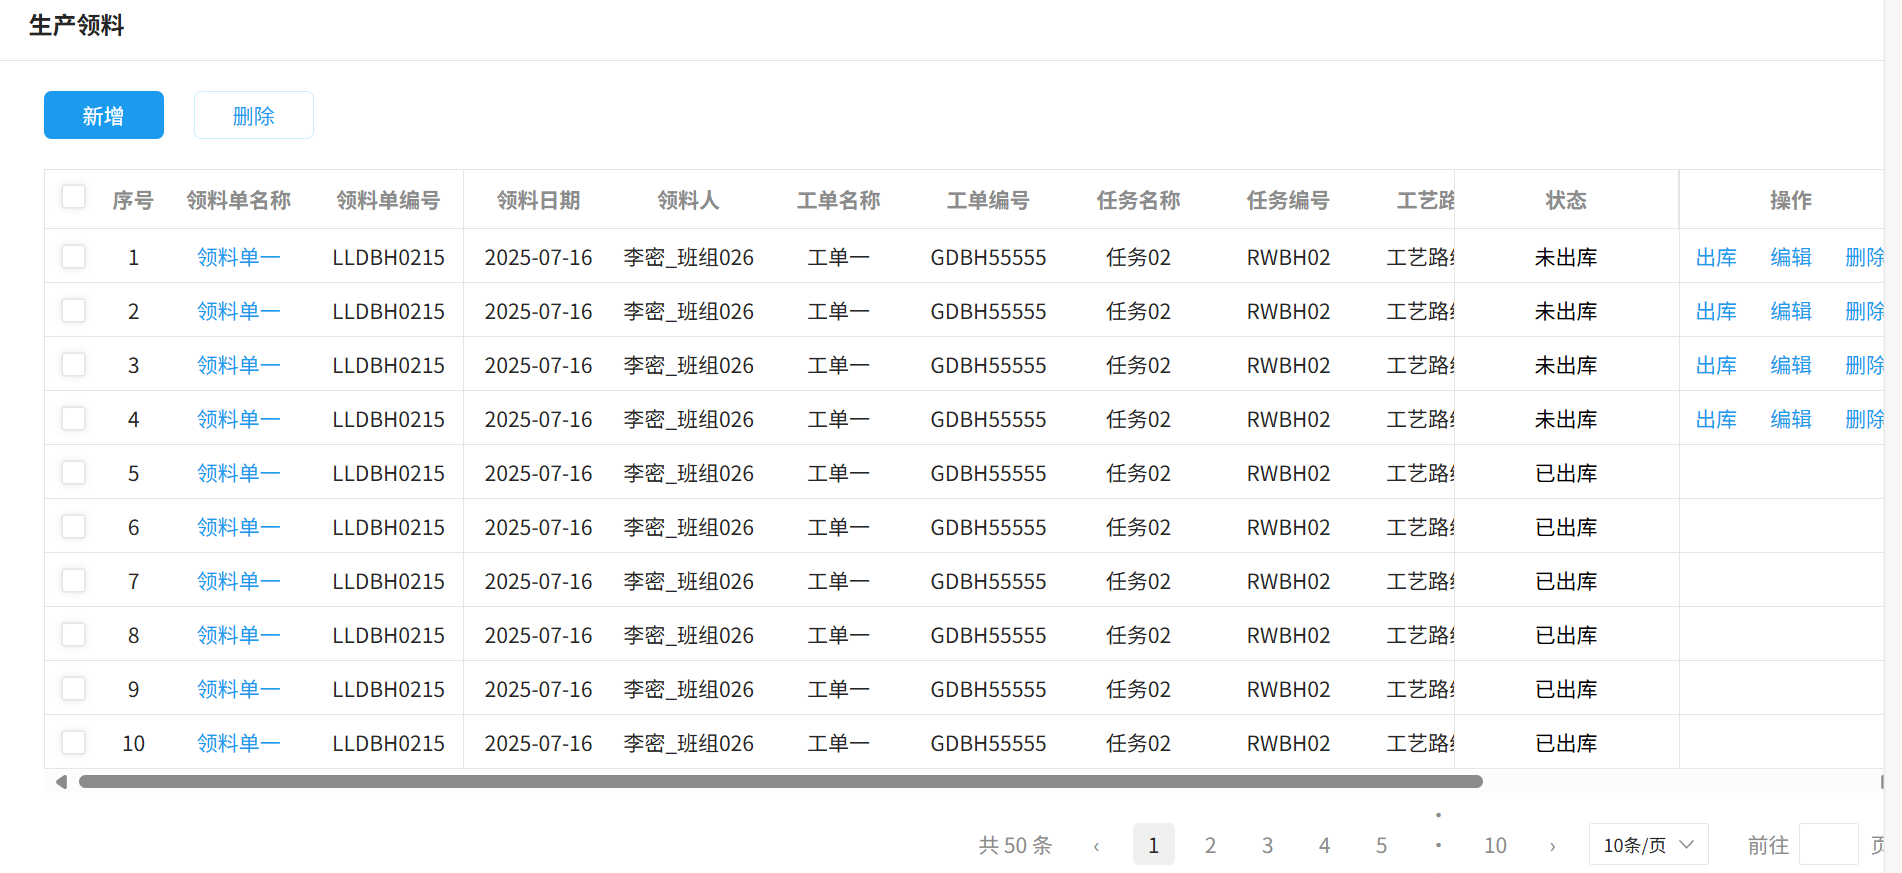 生产领料
新增 删除
序号 领料单名称 领料单编号 领料日期 领料人 工单名称 工单编号 任务名称 任务编号 工艺路 状态 操作
1 领料单一 LLDBH0215 2025-07-16 李密_班组026 工单一 GDBH55555 任务02 RWBH02 工艺路 未出库 出库 编辑 删除
2 领料单一 LLDBH0215 2025-07-16 李密_班组026 工单一 GDBH55555 任务02 RWBH02 工艺路 未出库 出库 编辑 删除
3 领料单一 LLDBH0215 2025-07-16 李密_班组026 工单一 GDBH55555 任务02 RWBH02 工艺路 未出库 出库 编辑 删除
4 领料单一 LLDBH0215 2025-07-16 李密_班组026 工单一 GDBH55555 任务02 RWBH02 工艺路 未出库 出库 编辑 删除
5 领料单一 LLDBH0215 2025-07-16 李密_班组026 工单一 GDBH55555 任务02 RWBH02 工艺路 已出库
6 领料单一 LLDBH0215 2025-07-16 李密_班组026 工单一 GDBH55555 任务02 RWBH02 工艺路 已出库
7 领料单一 LLDBH0215 2025-07-16 李密_班组026 工单一 GDBH55555 任务02 RWBH02 工艺路 已出库
8 领料单一 LLDBH0215 2025-07-16 李密_班组026 工单一 GDBH55555 任务02 RWBH02 工艺路 已出库
9 领料单一 LLDBH0215 2025-07-16 李密_班组026 工单一 GDBH55555 任务02 RWBH02 工艺路 已出库
10 领料单一 LLDBH0215 2025-07-16 李密_班组026 工单一 GDBH55555 任务02 RWBH02 工艺路 已出库
共 50 条 ‹ 1 2 3 4 5 10 › 10条/页 前往 页